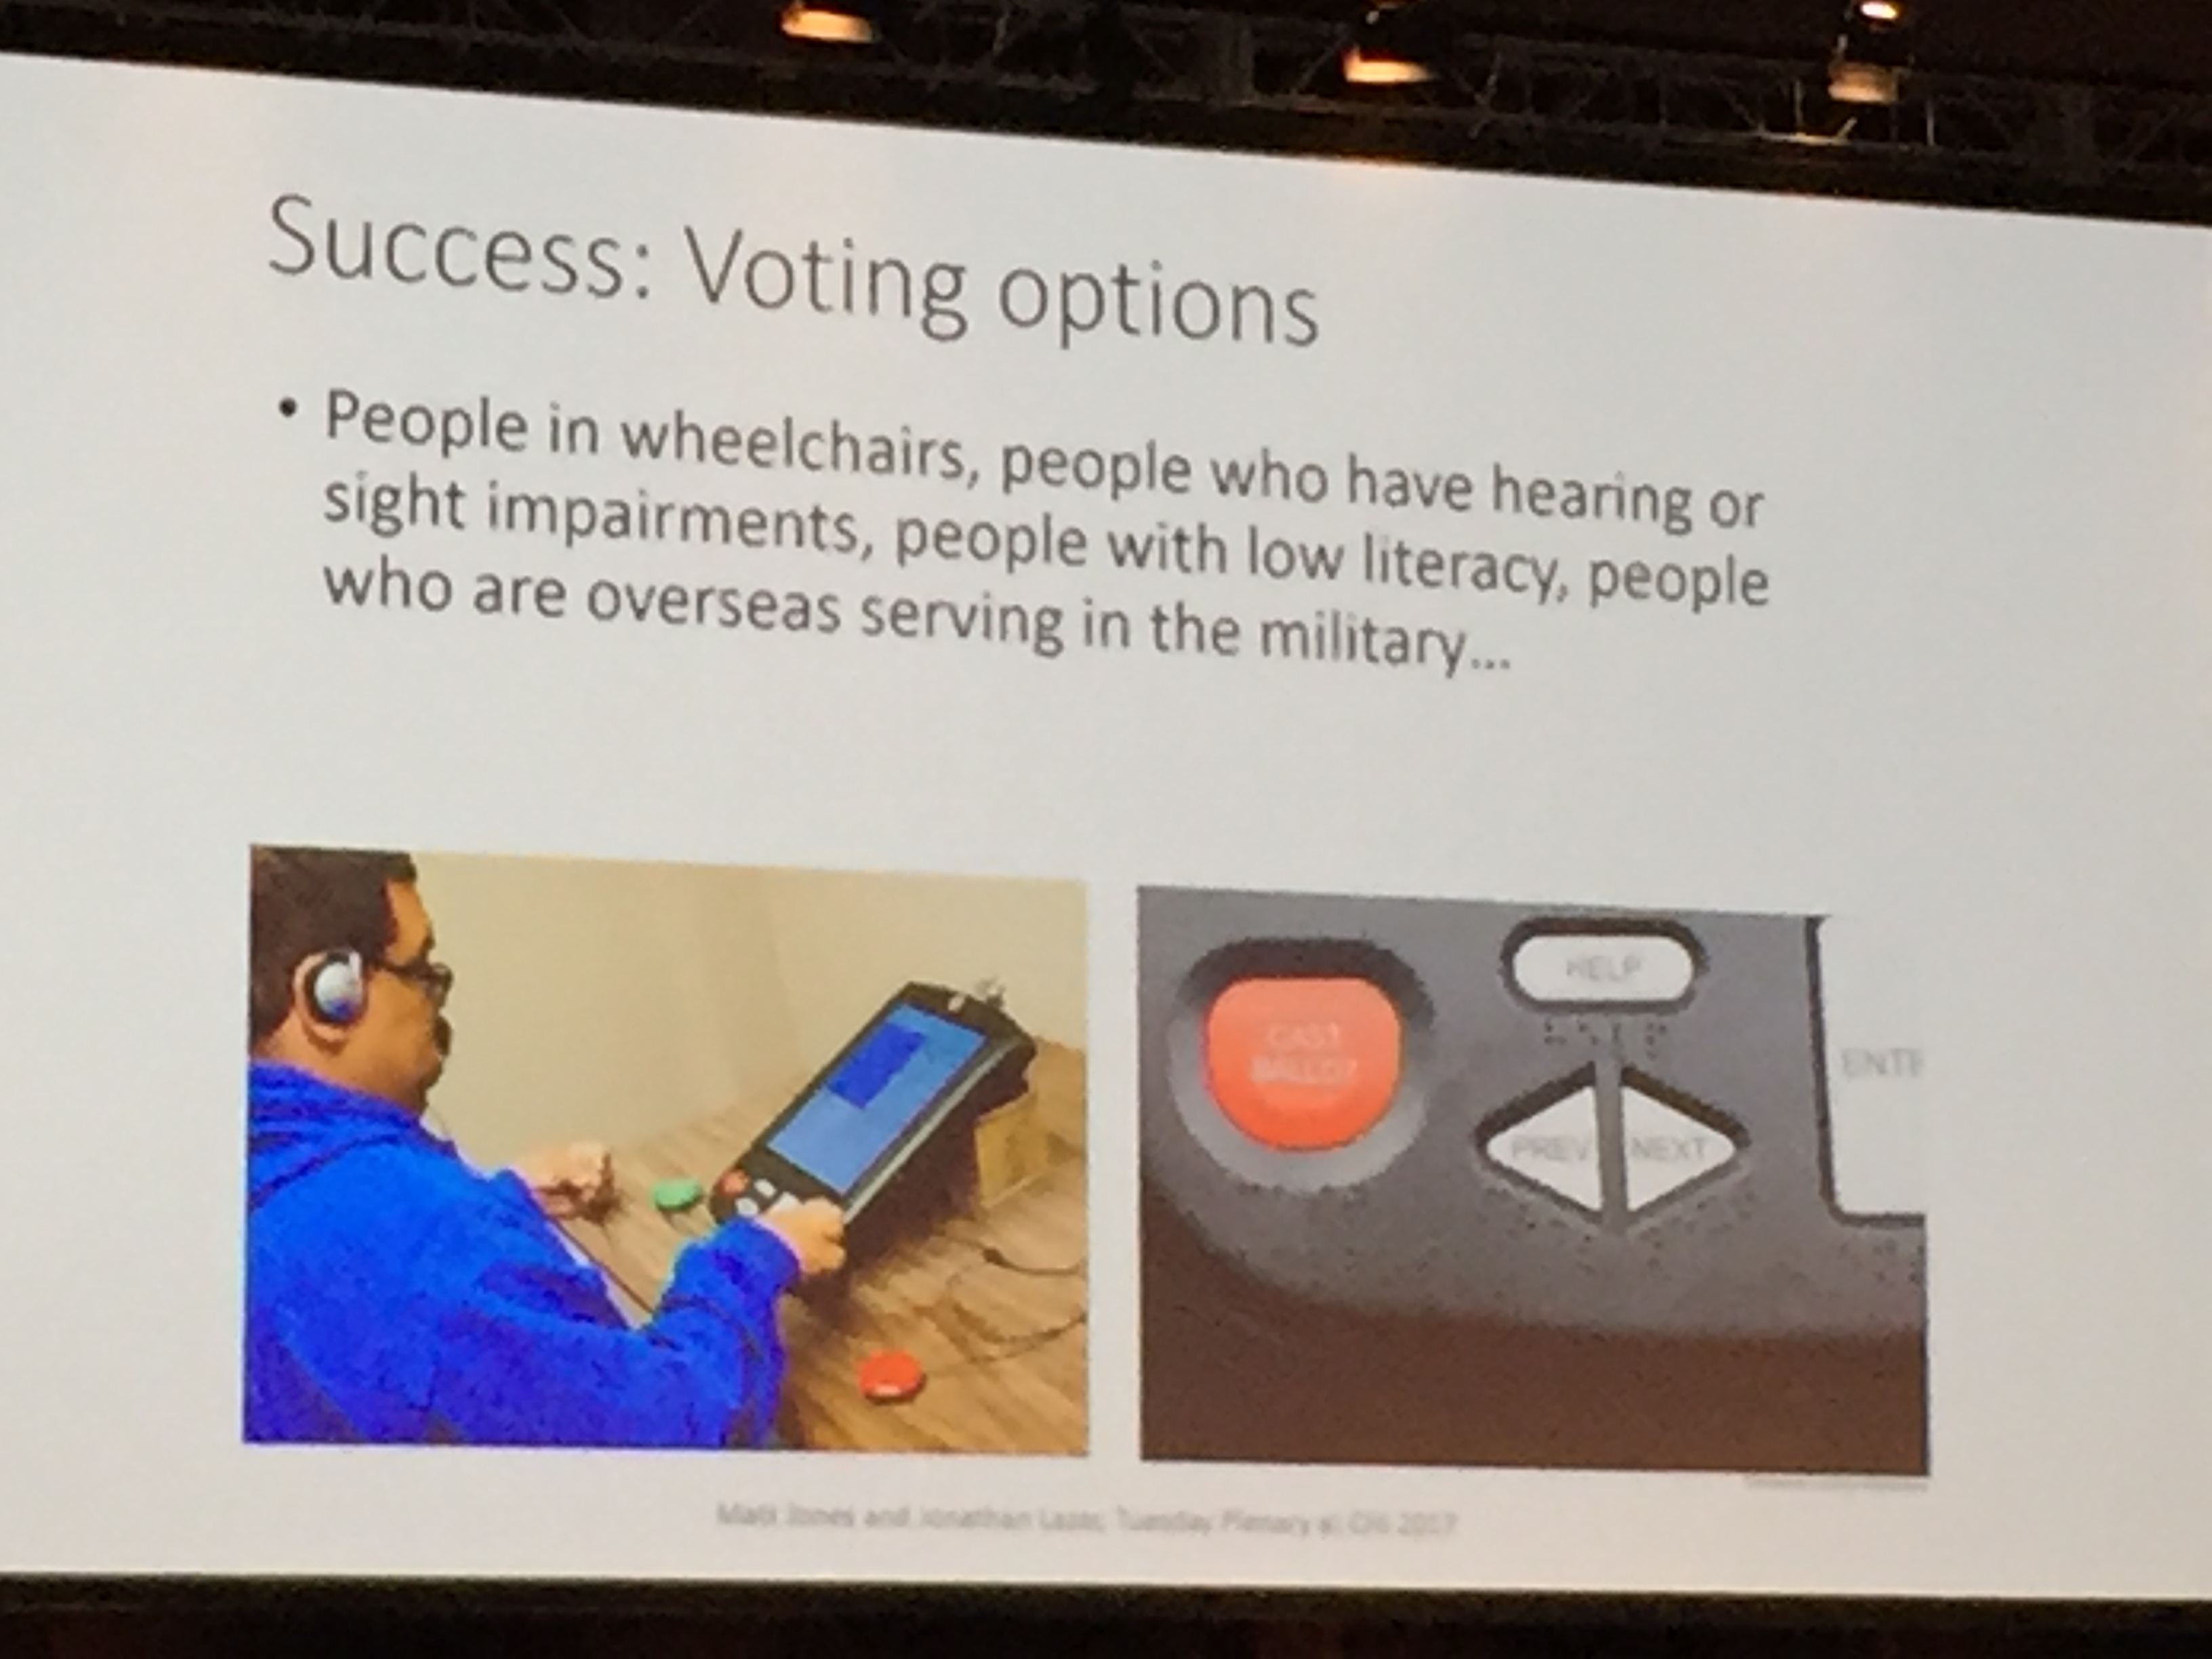 Success: Voting options
• People in wheelchairs, people who have hearing or
sight impairments, people with low literacy, people
who are overseas serving in the military...
HELP
CAST
BALLOT
PREV NEXT
Matt Jones and Jonathan Lazar, Tuesday Plenary at CHI 2017